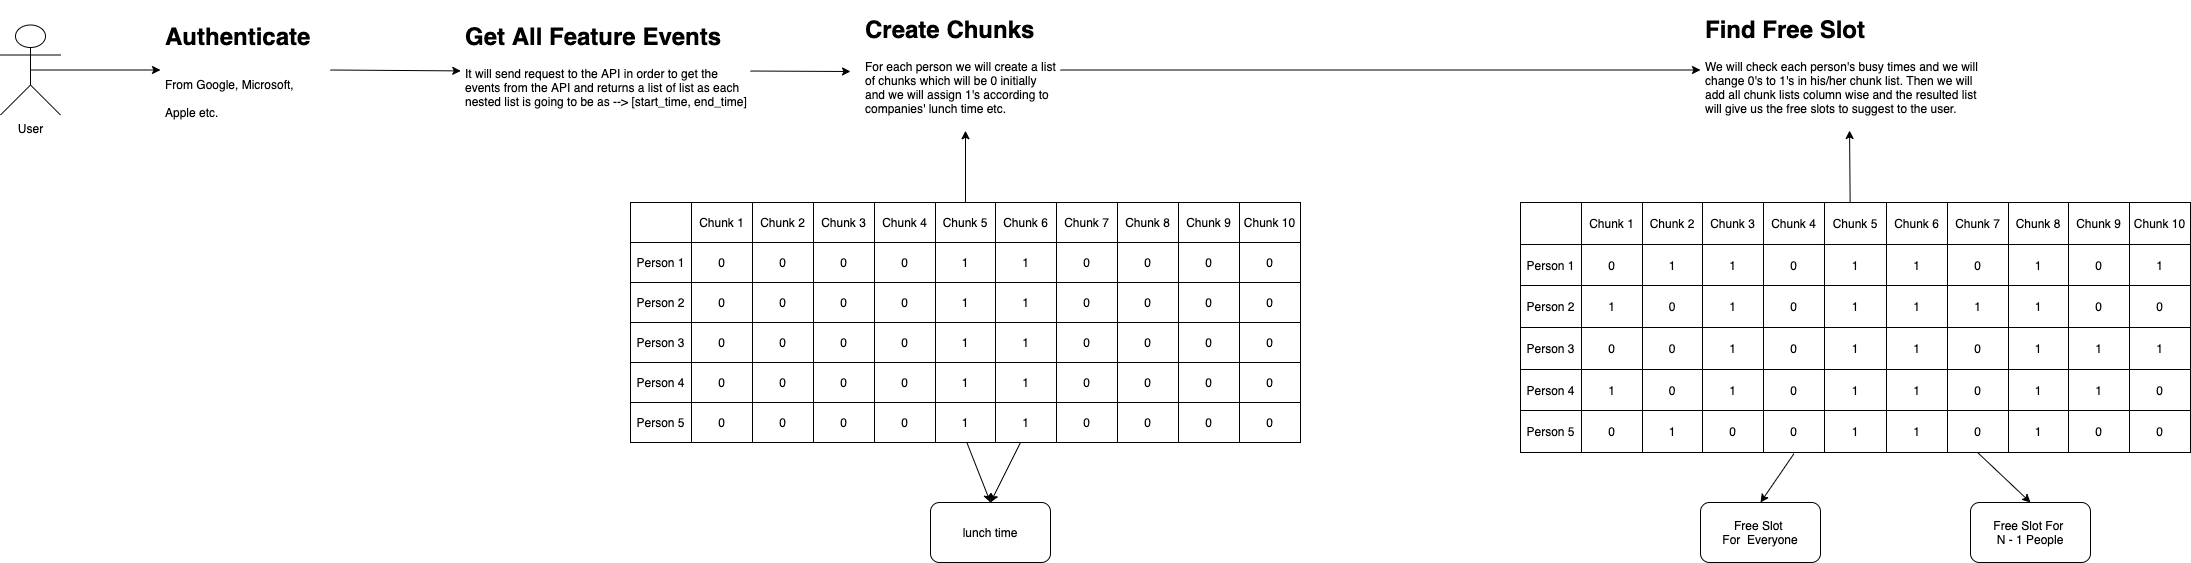 User
Authenticate
From Google, Microsoft,
Apple etc.
Get All Feature Events
It will send request to the API in order to get the
events from the API and returns a list of list as each
nested list is going to be as --> [start_time, end_time]
Create Chunks
For each person we will create a list
of chunks which will be 0 initially
and we will assign 1's according to
companies' lunch time etc.
Find Free Slot
We will check each person's busy times and we will
change 0's to 1's in his/her chunk list. Then we will
add all chunk lists column wise and the resulted list
will give us the free slots to suggest to the user.
Chunk 1 Chunk 2 Chunk 3 Chunk 4 Chunk 5 Chunk 6 Chunk 7 Chunk 8 Chunk 9 Chunk 10
Person 1 0 0 0 0 1 1 0 0 0 0
Person 2 0 0 0 0 1 1 0 0 0 0
Person 3 0 0 0 0 1 1 0 0 0 0
Person 4 0 0 0 0 1 1 0 0 0 0
Person 5 0 0 0 0 1 1 0 0 0 0
lunch time
Chunk 1 Chunk 2 Chunk 3 Chunk 4 Chunk 5 Chunk 6 Chunk 7 Chunk 8 Chunk 9 Chunk 10
Person 1 0 1 1 0 1 1 0 1 0 1
Person 2 1 0 1 0 1 1 1 1 0 0
Person 3 0 0 1 0 1 1 0 1 1 1
Person 4 1 0 1 0 1 1 0 1 1 0
Person 5 0 1 0 0 1 1 0 1 0 0
Free Slot
For Everyone
Free Slot For
N - 1 People